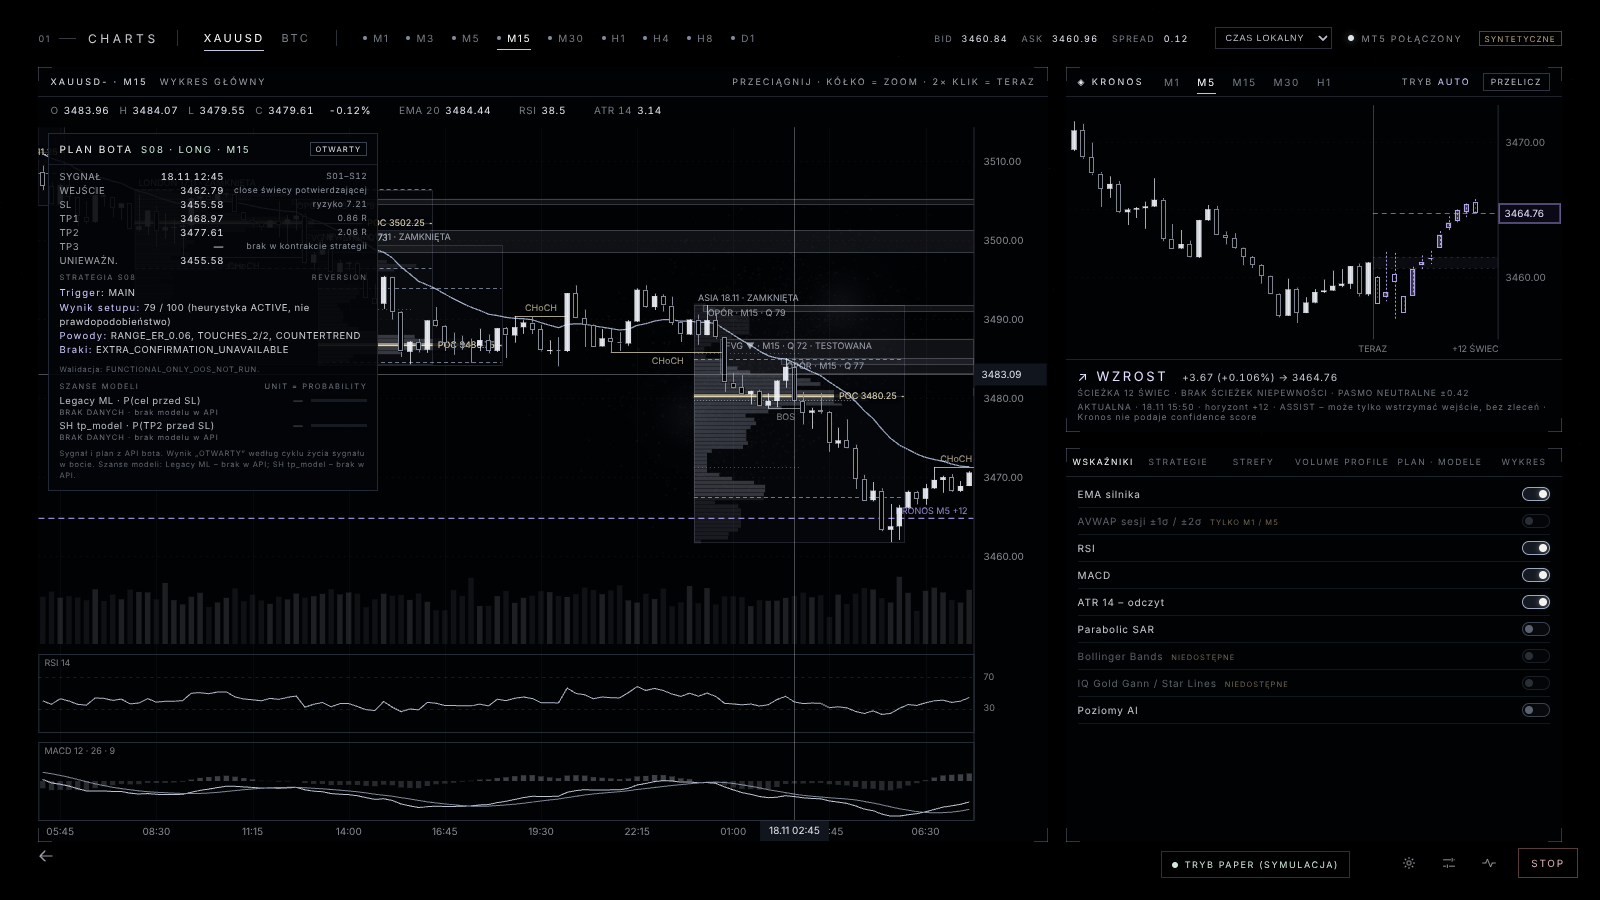 01 CHARTS XAUUSD BTC M1 M3 M5 M15 M30 H1 H4 H8 D1 BID 3460.84 ASK 3460.96 SPREAD 0.12 CZAS LOKALNY MT5 POŁĄCZONY SYNTETYCZNE
XAUUSD- · M15 WYKRES GŁÓWNY PRZECIĄGNIJ · KÓŁKO = ZOOM · 2× KLIK = TERAZ
O 3483.96 H 3484.07 L 3479.55 C 3479.61 -0.12% EMA 20 3484.44 RSI 38.5 ATR 14 3.14
PLAN BOTA S08 · LONG · M15 OTWARTY
SYGNAŁ 18.11 12:45 S01–S12
WEJŚCIE 3462.79 close świecy potwierdzającej
SL 3455.58 ryzyko 7.21
TP1 3468.97 0.86 R
TP2 3477.61 2.06 R
TP3 — brak w kontrakcie strategii
UNIEWAŻN. 3455.58
STRATEGIA S08 REVERSION
Trigger: MAIN
Wynik setupu: 79 / 100 (heurystyka ACTIVE, nie
prawdopodobieństwo)
Powody: RANGE_ER_0.06, TOUCHES_2/2, COUNTERTREND
Braki: EXTRA_CONFIRMATION_UNAVAILABLE
Walidacja: FUNCTIONAL_ONLY_OOS_NOT_RUN.
SZANSE MODELI UNIT = PROBABILITY
Legacy ML · P(cel przed SL) —
BRAK DANYCH · brak modelu w API
SH tp_model · P(TP2 przed SL) —
BRAK DANYCH · brak modelu w API
Sygnał i plan z API bota. Wynik „OTWARTY” według cyklu życia sygnału
w bocie. Szanse modeli: Legacy ML – brak w API; SH tp_model – brak w
API.
POC 3502.25
11 · ZAMKNIĘTA
CHoCH
CHoCH
ASIA 18.11 · ZAMKNIĘTA
OPÓR · M15 · Q 79
FVG · M15 · Q 72 · TESTOWANA
M15 · Q 77
POC 3480.25
BOS
CHoCH
KRONOS M5 +12
3510.00
3500.00
3490.00
3483.09
3480.00
3470.00
3460.00
RSI 14
70
30
MACD 12 · 26 · 9
05:45 08:30 11:15 14:00 16:45 19:30 22:15 01:00 18.11 02:45 :45 06:30
KRONOS M1 M5 M15 M30 H1 TRYB AUTO PRZELICZ
3470.00
3464.76
3460.00
TERAZ +12 ŚWIEC
↗ WZROST +3.67 (+0.106%) → 3464.76
ŚCIEŻKA 12 ŚWIEC · BRAK ŚCIEŻEK NIEPEWNOŚCI · PASMO NEUTRALNE ±0.42
AKTUALNA · 18.11 15:50 · horyzont +12 · ASSIST – może tylko wstrzymać wejście, bez zleceń ·
Kronos nie podaje confidence score
WSKAŹNIKI STRATEGIE STREFY VOLUME PROFILE PLAN · MODELE WYKRES
EMA silnika
AVWAP sesji ±1σ / ±2σ TYLKO M1 / M5
RSI
MACD
ATR 14 – odczyt
Parabolic SAR
Bollinger Bands NIEDOSTĘPNE
IQ Gold Gann / Star Lines NIEDOSTĘPNE
Poziomy AI
TRYB PAPER (SYMULACJA) STOP